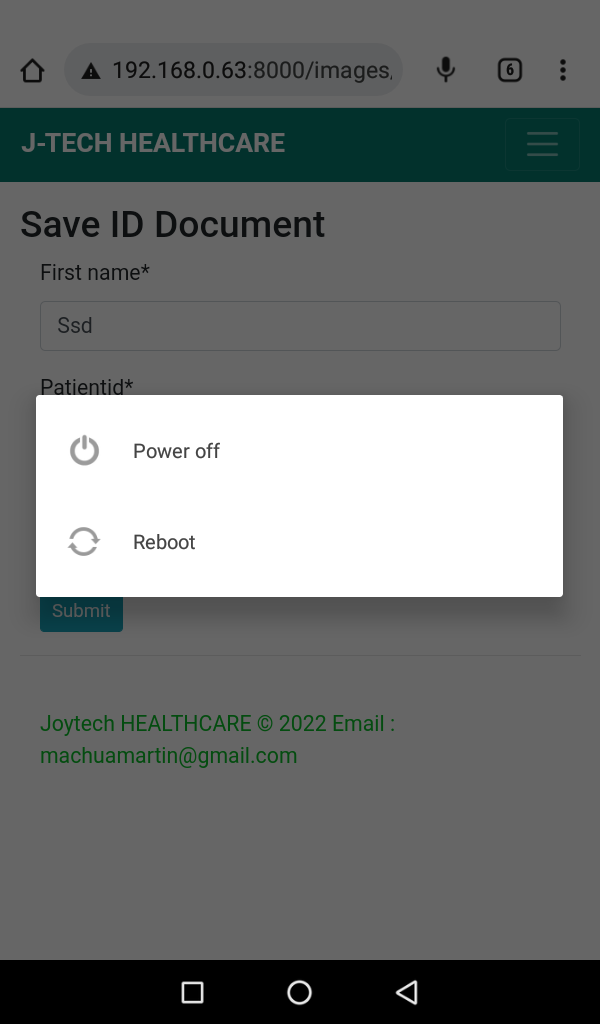 192.168.0.63:8000/images
6
J-TECH HEALTHCARE
Save ID Document
First name*
Ssd
Patientid*
Power off
Reboot
Submit
Joytech HEALTHCARE © 2022 Email :
machuamartin@gmail.com